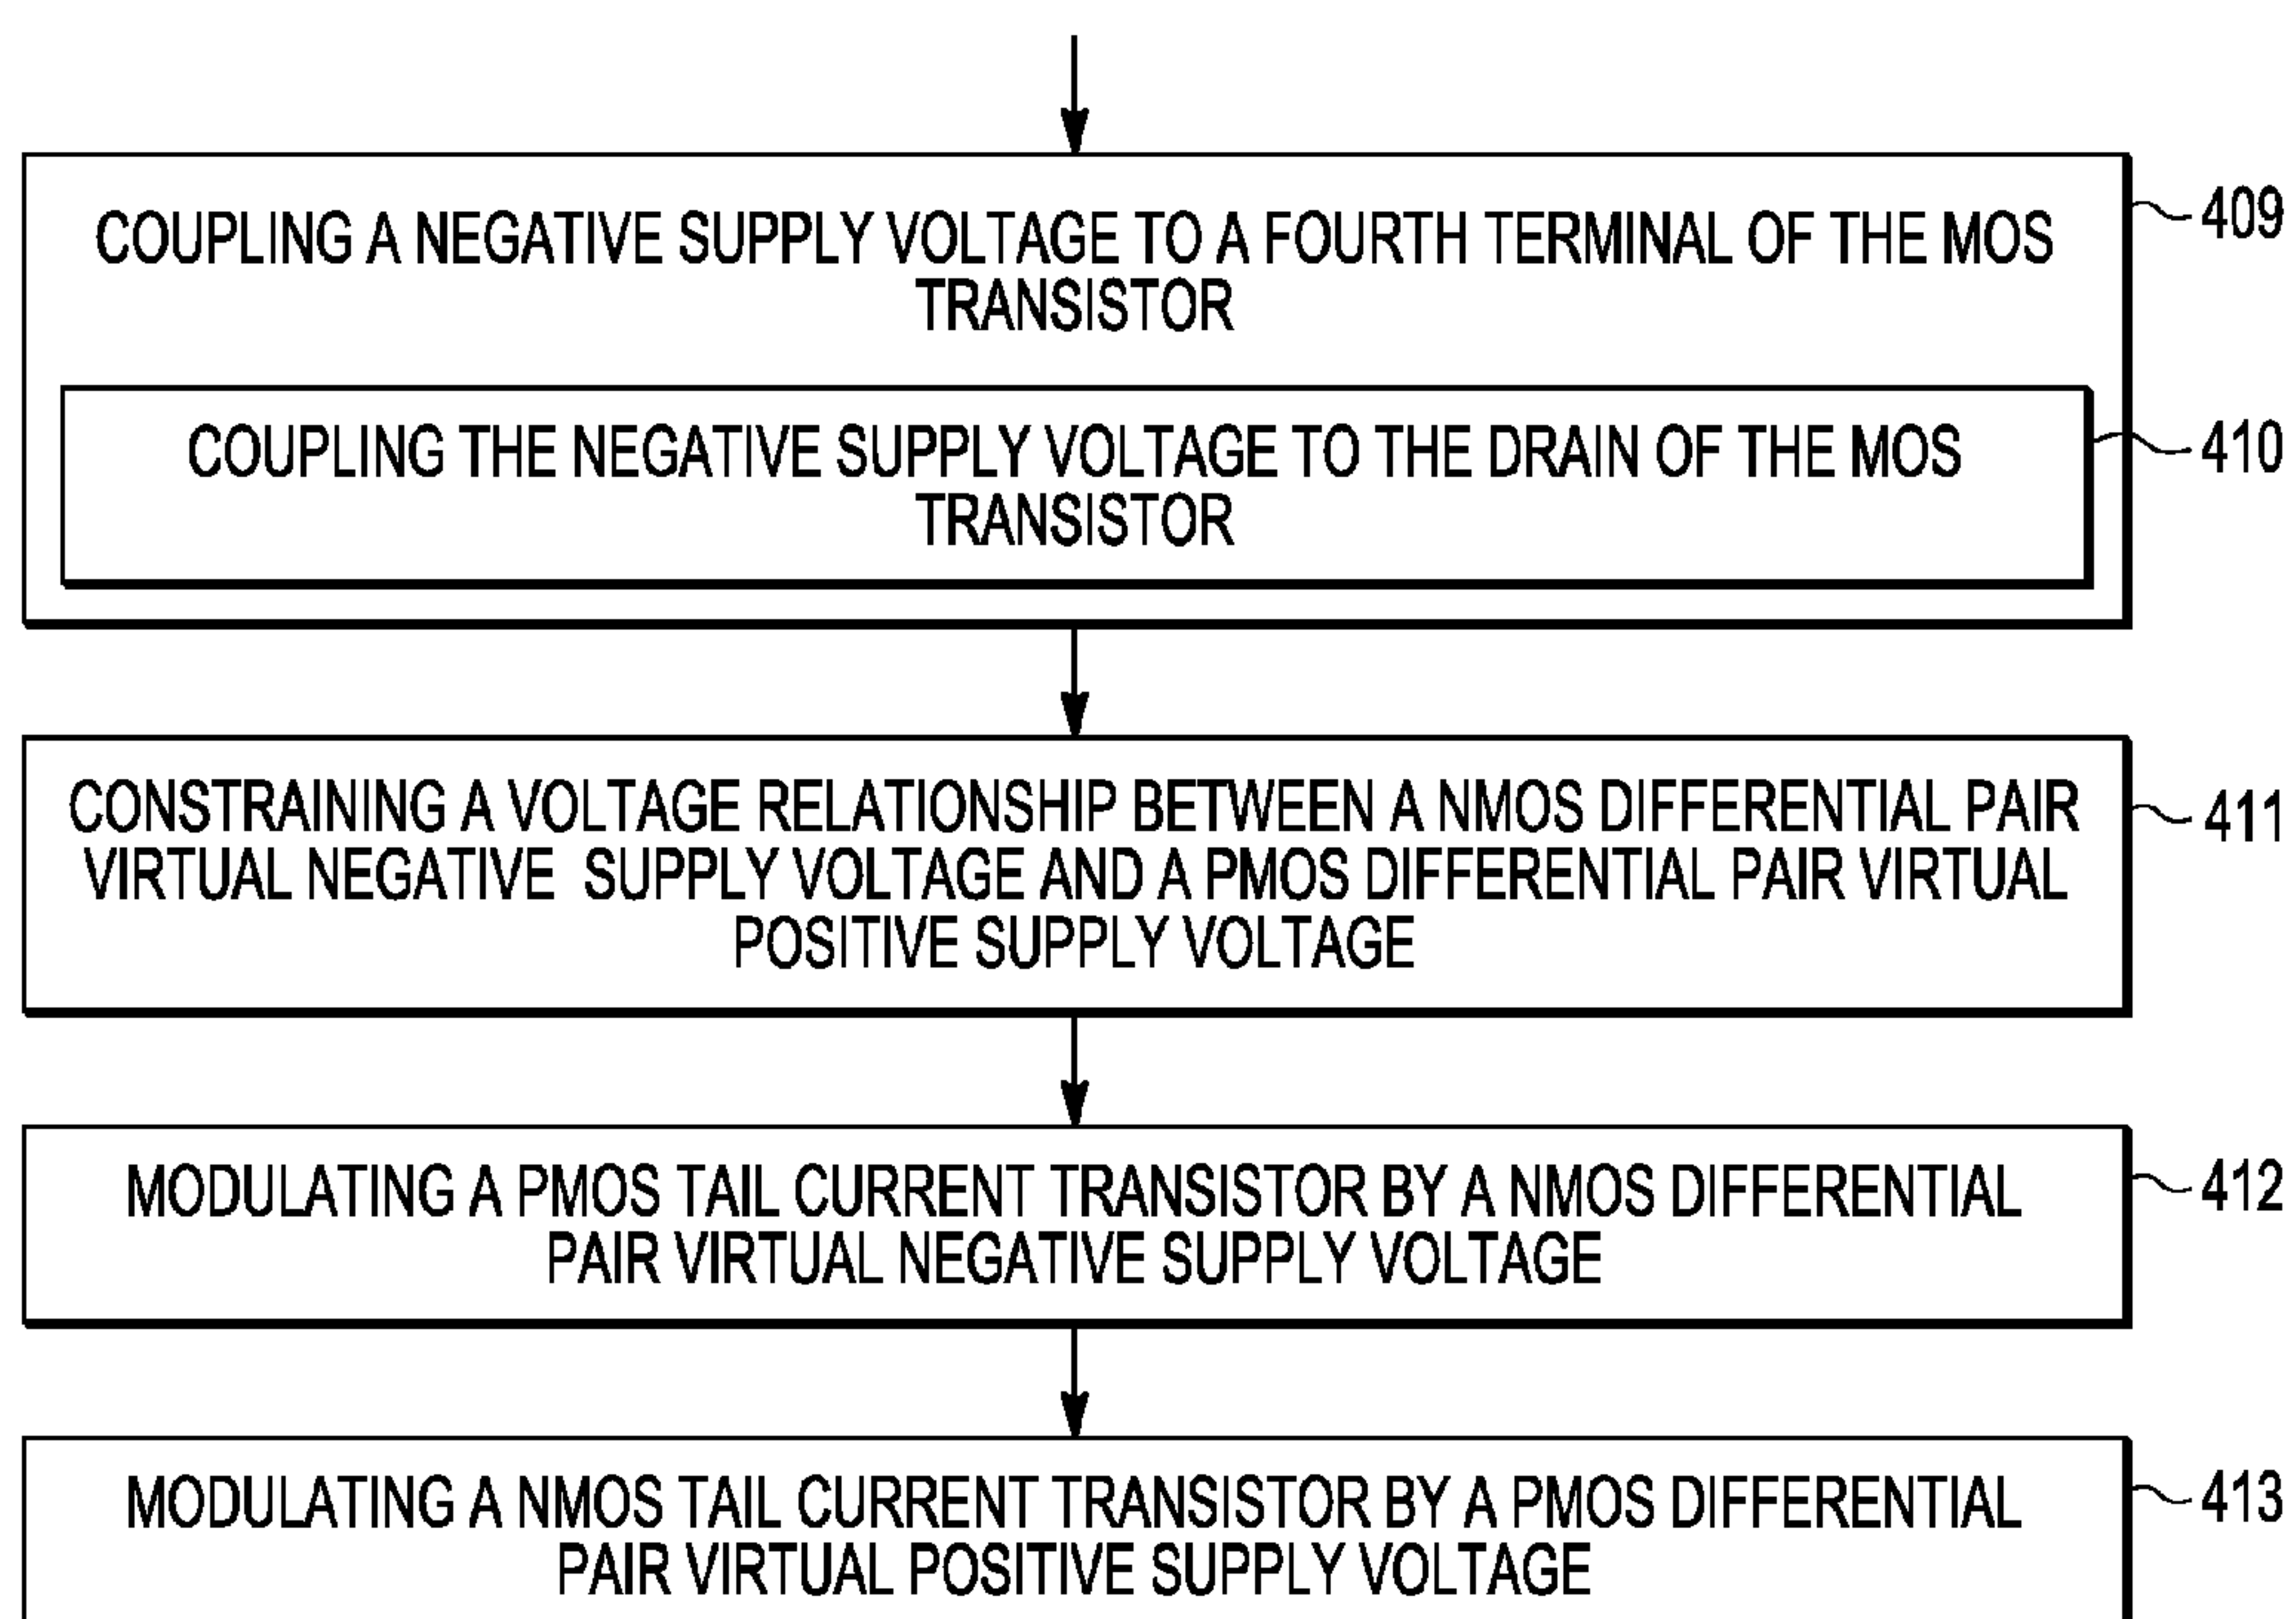 COUPLING A NEGATIVE SUPPLY VOLTAGE TO A FOURTH TERMINAL OF THE MOS
TRANSISTOR
409
COUPLING THE NEGATIVE SUPPLY VOLTAGE TO THE DRAIN OF THE MOS
TRANSISTOR
410
CONSTRAINING A VOLTAGE RELATIONSHIP BETWEEN A NMOS DIFFERENTIAL PAIR
VIRTUAL NEGATIVE SUPPLY VOLTAGE AND A PMOS DIFFERENTIAL PAIR VIRTUAL
POSITIVE SUPPLY VOLTAGE
411
MODULATING A PMOS TAIL CURRENT TRANSISTOR BY A NMOS DIFFERENTIAL
PAIR VIRTUAL NEGATIVE SUPPLY VOLTAGE
412
MODULATING A NMOS TAIL CURRENT TRANSISTOR BY A PMOS DIFFERENTIAL
PAIR VIRTUAL POSITIVE SUPPLY VOLTAGE
413